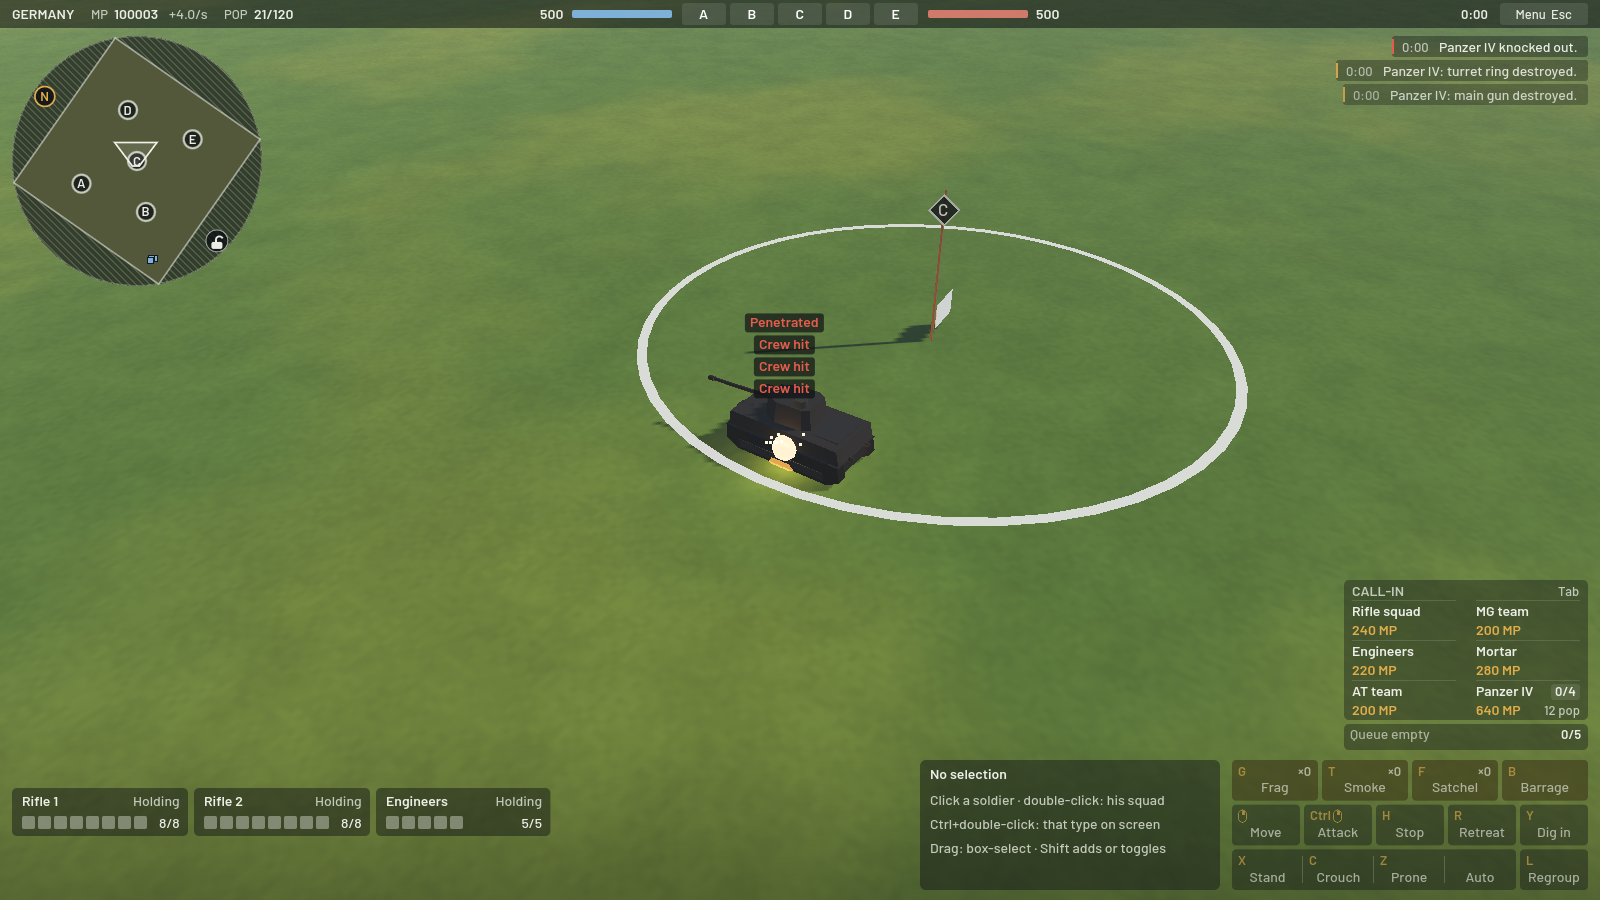 GERMANY MP 100003 +4.0/s POP 21/120
500 A B C D E 500
0:00 Menu Esc
0:00 Panzer IV knocked out.
0:00 Panzer IV: turret ring destroyed.
0:00 Panzer IV: main gun destroyed.
N
D
E
C
A
B
C
Penetrated
Crew hit
Crew hit
Crew hit
CALL-IN Tab
Rifle squad MG team
240 MP 200 MP
Engineers Mortar
220 MP 280 MP
AT team Panzer IV 0/4
200 MP 640 MP 12 pop
Queue empty 0/5
Rifle 1 Holding
8/8
Rifle 2 Holding
8/8
Engineers Holding
5/5
No selection
Click a soldier · double-click: his squad
Ctrl+double-click: that type on screen
Drag: box-select · Shift adds or toggles
G ×0 T ×0 F ×0 B
Frag Smoke Satchel Barrage
Ctrl H R Y
Move Attack Stop Retreat Dig in
X C Z L
Stand Crouch Prone Auto Regroup